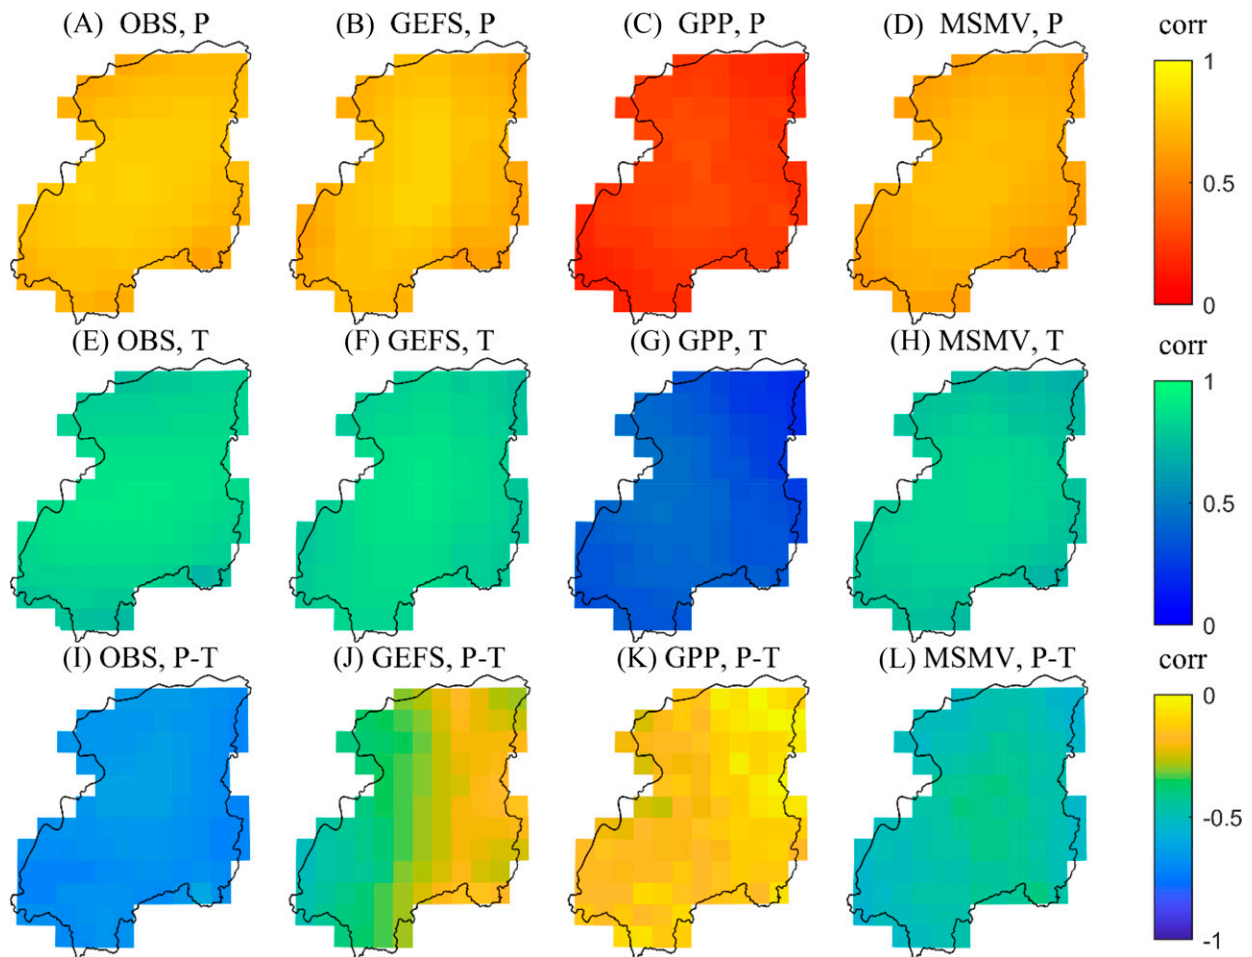 (A) OBS, P
(B) GEFS, P
(C) GPP, P
(D) MSMV, P
corr
1
0.5
0
(E) OBS, T
(F) GEFS, T
(G) GPP, T
(H) MSMV, T
corr
1
0.5
0
(I) OBS, P-T
(J) GEFS, P-T
(K) GPP, P-T
(L) MSMV, P-T
corr
0
-0.5
-1